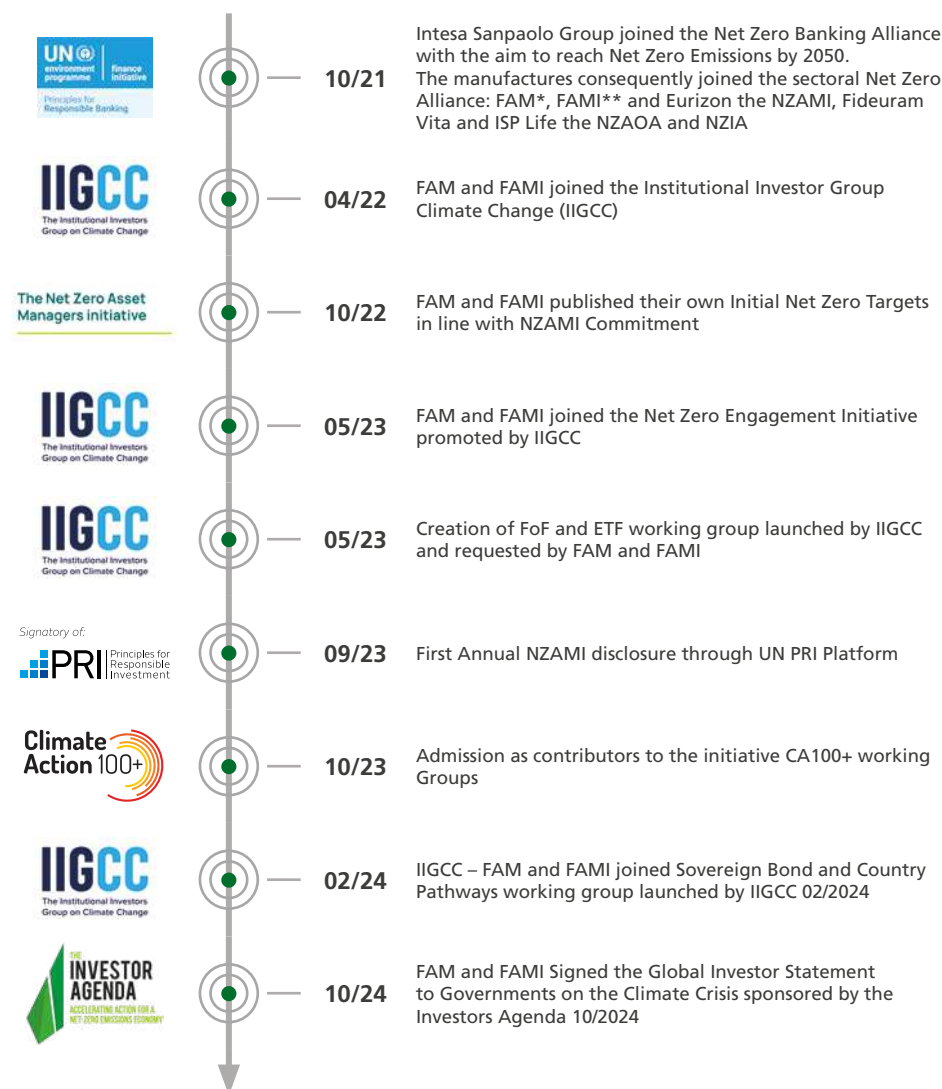 UN
environment
programme
finance
initiative
Principles for
Responsible Banking
10/21
Intesa Sanpaolo Group joined the Net Zero Banking Alliance
with the aim to reach Net Zero Emissions by 2050.
The manufactures consequently joined the sectoral Net Zero
Alliance: FAM*, FAMI** and Eurizon the NZAMI, Fideuram
Vita and ISP Life the NZAOA and NZIA
IIGCC
The Institutional Investors
Group on Climate Change
04/22
FAM and FAMI joined the Institutional Investor Group
Climate Change (IIGCC)
The Net Zero Asset
Managers initiative
10/22
FAM and FAMI published their own Initial Net Zero Targets
in line with NZAMI Commitment
IIGCC
The Institutional Investors
Group on Climate Change
05/23
FAM and FAMI joined the Net Zero Engagement Initiative
promoted by IIGCC
IIGCC
The Institutional Investors
Group on Climate Change
05/23
Creation of FoF and ETF working group launched by IIGCC
and requested by FAM and FAMI
Signatory of:
PRI
Principles for
Responsible
Investment
09/23
First Annual NZAMI disclosure through UN PRI Platform
Climate
Action 100+
10/23
Admission as contributors to the initiative CA100+ working
Groups
IIGCC
The Institutional Investors
Group on Climate Change
02/24
IIGCC – FAM and FAMI joined Sovereign Bond and Country
Pathways working group launched by IIGCC 02/2024
THE
INVESTOR
AGENDA
ACCELERATING ACTION FOR A
NET-ZERO EMISSIONS ECONOMY
10/24
FAM and FAMI Signed the Global Investor Statement
to Governments on the Climate Crisis sponsored by the
Investors Agenda 10/2024